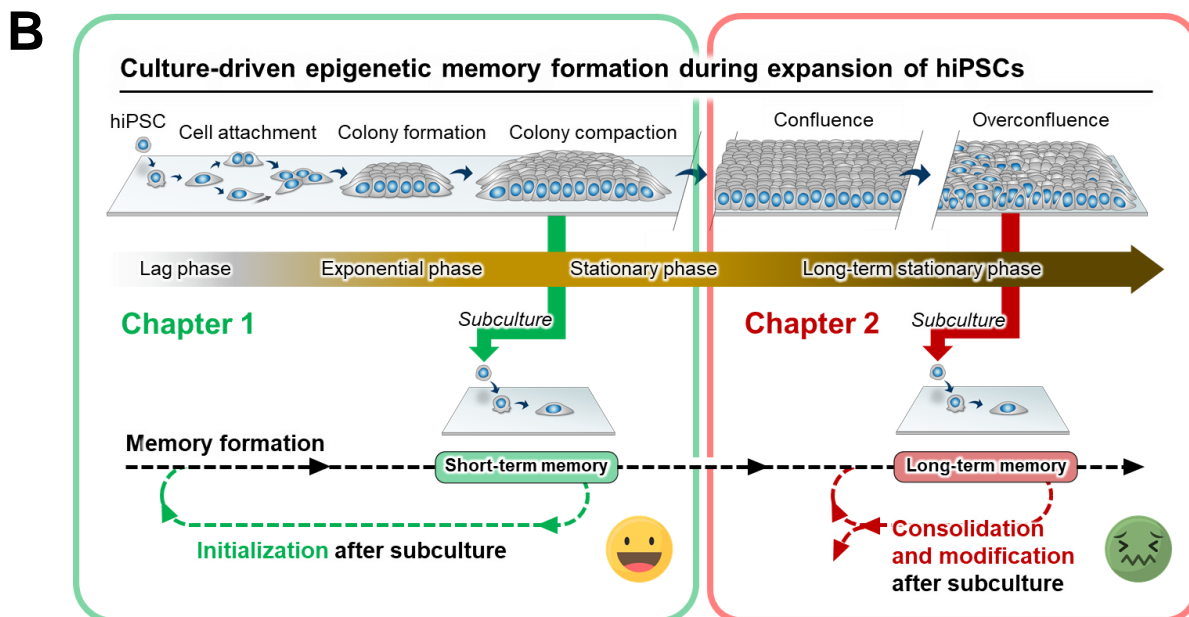 B
Culture-driven epigenetic memory formation during expansion of hiPSCs
hiPSC
Cell attachment
Colony formation
Colony compaction
Confluence
Overconfluence
Lag phase
Exponential phase
Stationary phase
Long-term stationary phase
Chapter 1
Subculture
Chapter 2
Subculture
Memory formation
Short-term memory
Long-term memory
Initialization after subculture
Consolidation
and modification
after subculture